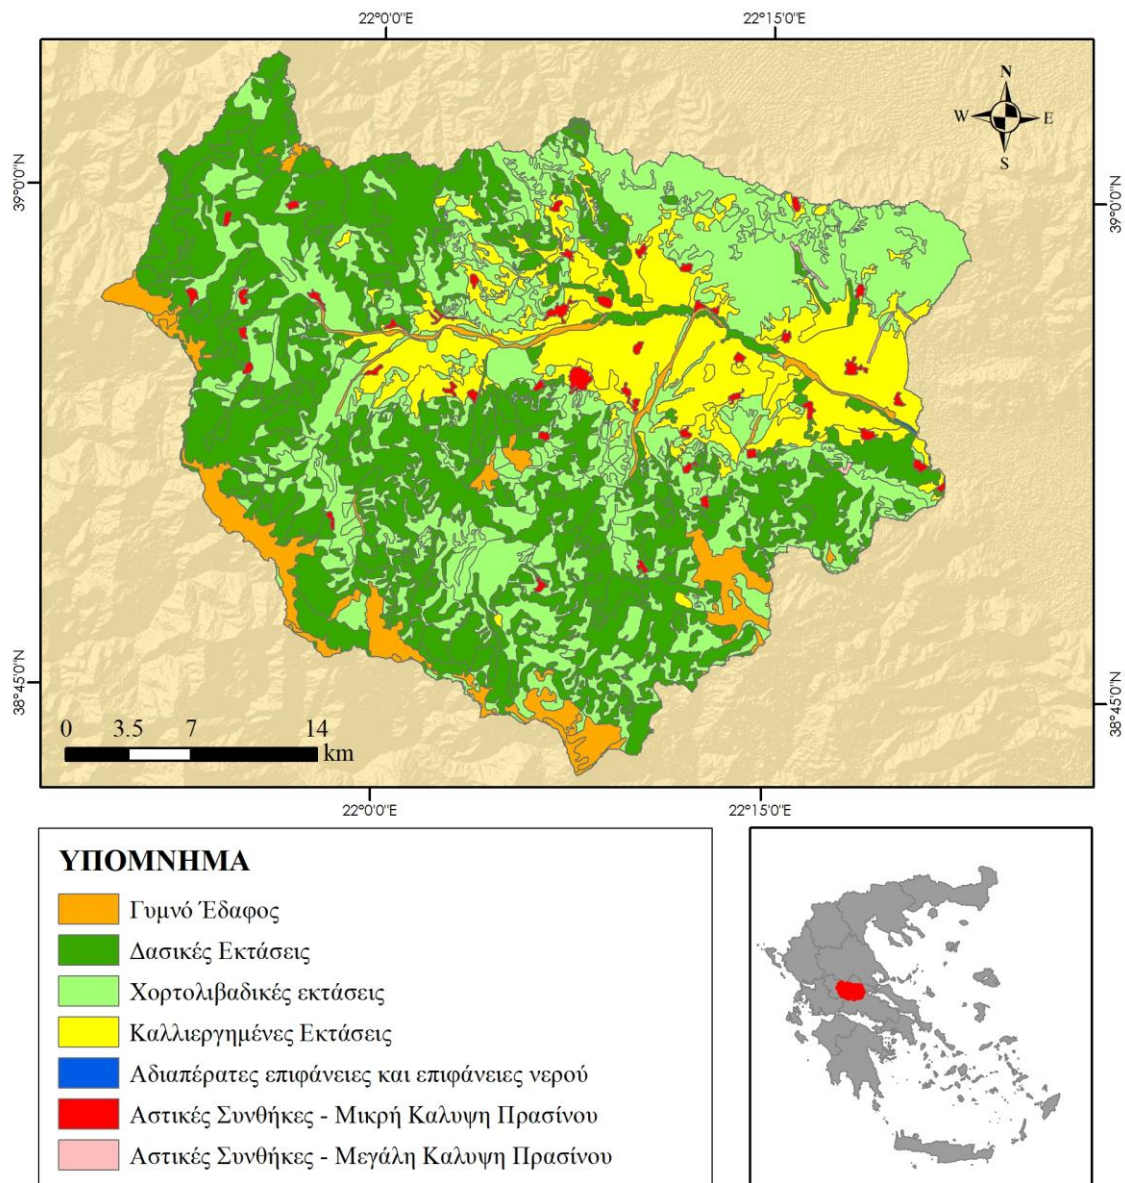 22°0'0"E 22°15'0"E
N
W E
S
39°0'0"N 39°0'0"N
38°45'0"N 38°45'0"N
0 3.5 7 14
km
22°0'0"E 22°15'0"E
ΥΠΟΜΝΗΜΑ
Γυμνό Έδαφος
Δασικές Εκτάσεις
Χορτολιβαδικές εκτάσεις
Καλλιεργημένες Εκτάσεις
Αδιαπέρατες επιφάνειες και επιφάνειες νερού
Αστικές Συνθήκες - Μικρή Καλυψη Πρασίνου
Αστικές Συνθήκες - Μεγάλη Καλυψη Πρασίνου